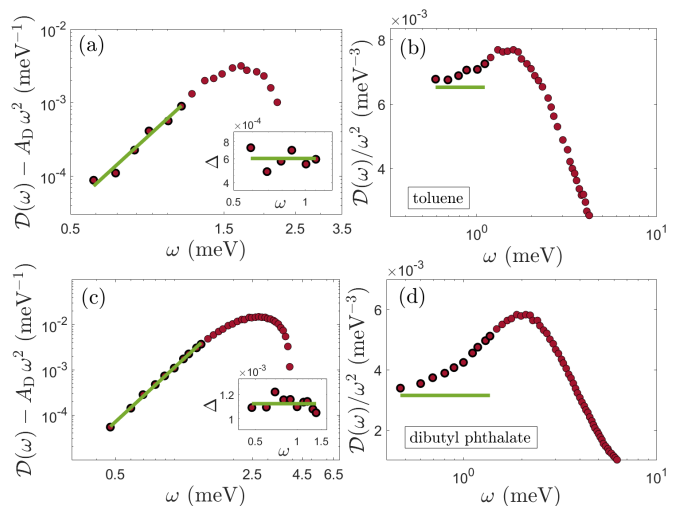 (a)
D(ω) − A_D ω² (meV⁻¹)
10⁻²
10⁻³
10⁻⁴
0.5
1.5
2.5
3.5
ω (meV)
×10⁻⁴
Δ
8
6
4
0.5
ω
1
(b)
×10⁻³
D(ω)/ω² (meV⁻³)
8
6
4
toluene
10⁰
10¹
ω (meV)
(c)
D(ω) − A_D ω² (meV⁻¹)
10⁻²
10⁻³
10⁻⁴
0.5
2.5
4.5
6.5
ω (meV)
×10⁻³
Δ
1.2
1
0.5
ω
1.5
(d)
×10⁻³
D(ω)/ω² (meV⁻³)
6
4
2
dibutyl phthalate
10⁰
10¹
ω (meV)